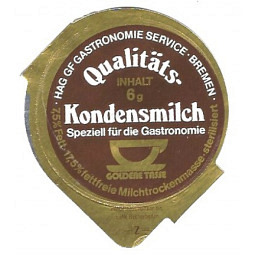 · HAG GF GASTRONOMIE SERVICE · BREMEN ·
Qualitäts-
INHALT
6g
Kondensmilch
Speziell für die Gastronomie
GOLDENE TASSE
7,5% Fett · 17,5% fettfreie Milchtrockenmasse · sterilisiert